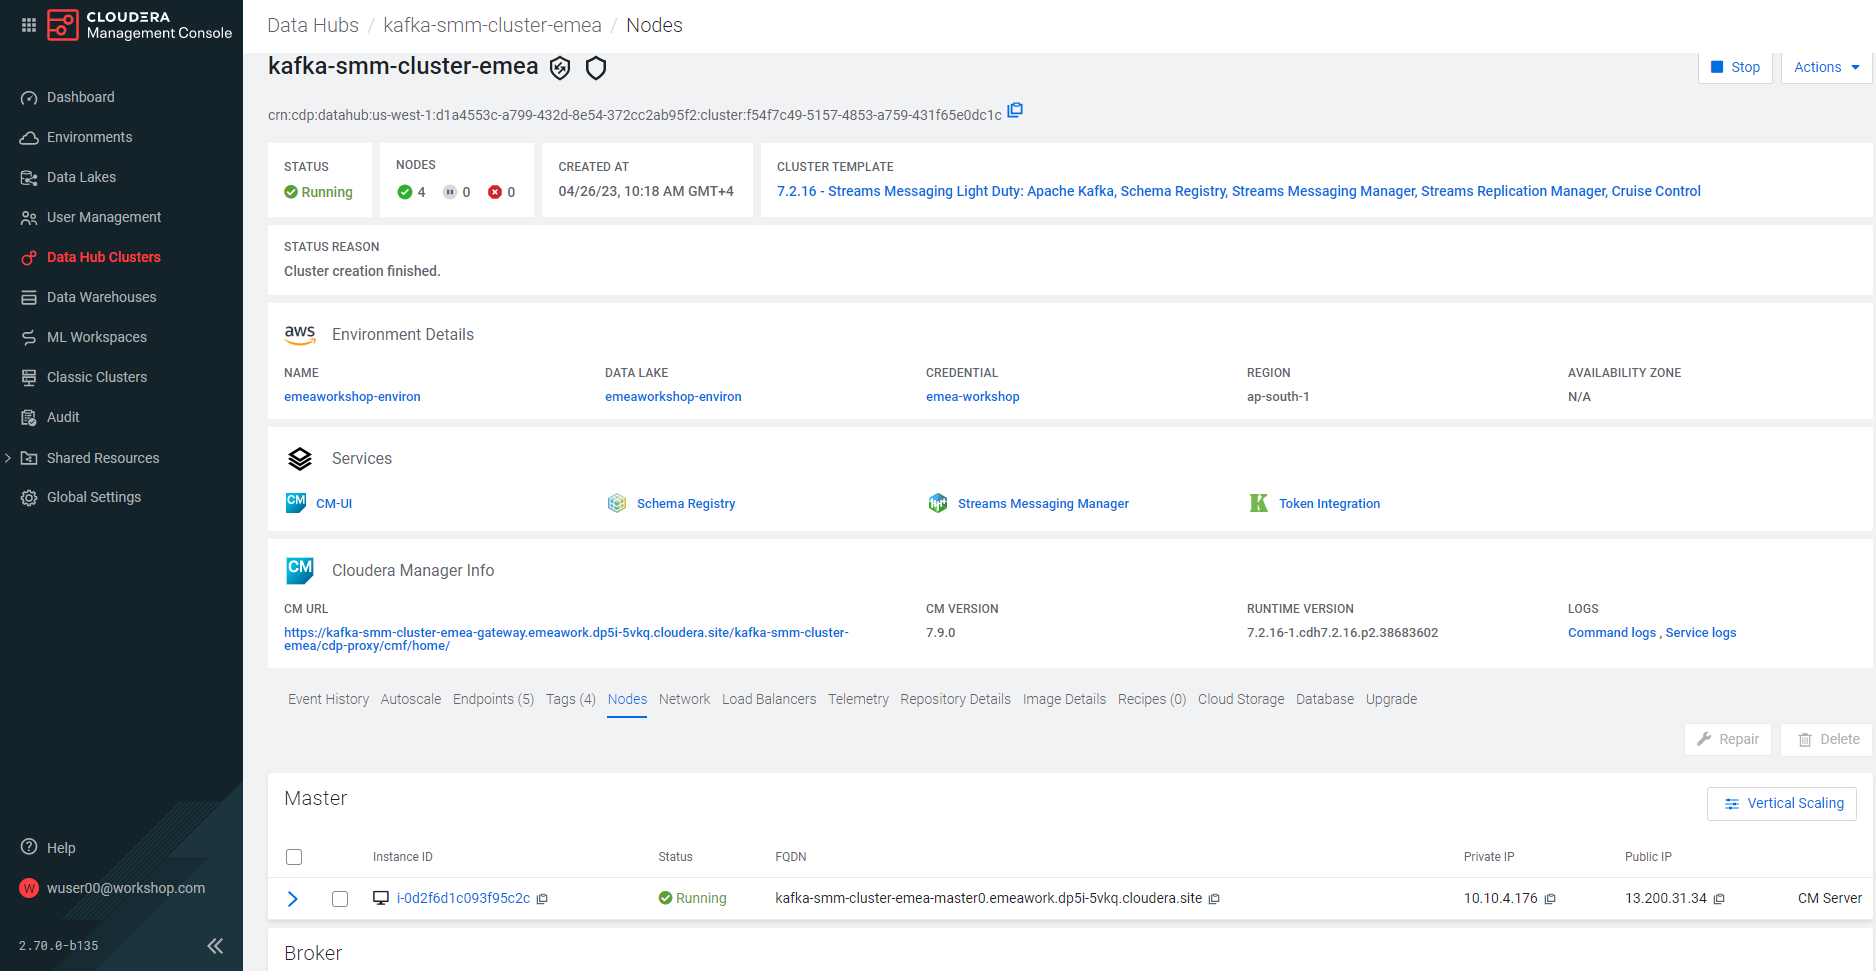 CLOUDERA
Management Console
Dashboard
Environments
Data Lakes
User Management
Data Hub Clusters
Data Warehouses
ML Workspaces
Classic Clusters
Audit
Shared Resources
Global Settings
Help
W wuser00@workshop.com
2.70.0-b135
Data Hubs / kafka-smm-cluster-emea / Nodes
kafka-smm-cluster-emea
Stop
Actions
crn:cdp:datahub:us-west-1:d1a4553c-a799-432d-8e54-372cc2ab95f2:cluster:f54f7c49-5157-4853-a759-431f65e0dc1c
STATUS
Running
NODES
4 0 0
CREATED AT
04/26/23, 10:18 AM GMT+4
CLUSTER TEMPLATE
7.2.16 - Streams Messaging Light Duty: Apache Kafka, Schema Registry, Streams Messaging Manager, Streams Replication Manager, Cruise Control
STATUS REASON
Cluster creation finished.
aws Environment Details
NAME
emeaworkshop-environ
DATA LAKE
emeaworkshop-environ
CREDENTIAL
emea-workshop
REGION
ap-south-1
AVAILABILITY ZONE
N/A
Services
CM CM-UI
Schema Registry
Streams Messaging Manager
K Token Integration
CM Cloudera Manager Info
CM URL
https://kafka-smm-cluster-emea-gateway.emeawork.dp5i-5vkq.cloudera.site/kafka-smm-cluster-
emea/cdp-proxy/cmf/home/
CM VERSION
7.9.0
RUNTIME VERSION
7.2.16-1.cdh7.2.16.p2.38683602
LOGS
Command logs , Service logs
Event History Autoscale Endpoints (5) Tags (4) Nodes Network Load Balancers Telemetry Repository Details Image Details Recipes (0) Cloud Storage Database Upgrade
Repair
Delete
Master
Vertical Scaling
Instance ID Status FQDN Private IP Public IP
i-0d2f6d1c093f95c2c Running kafka-smm-cluster-emea-master0.emeawork.dp5i-5vkq.cloudera.site 10.10.4.176 13.200.31.34 CM Server
Broker